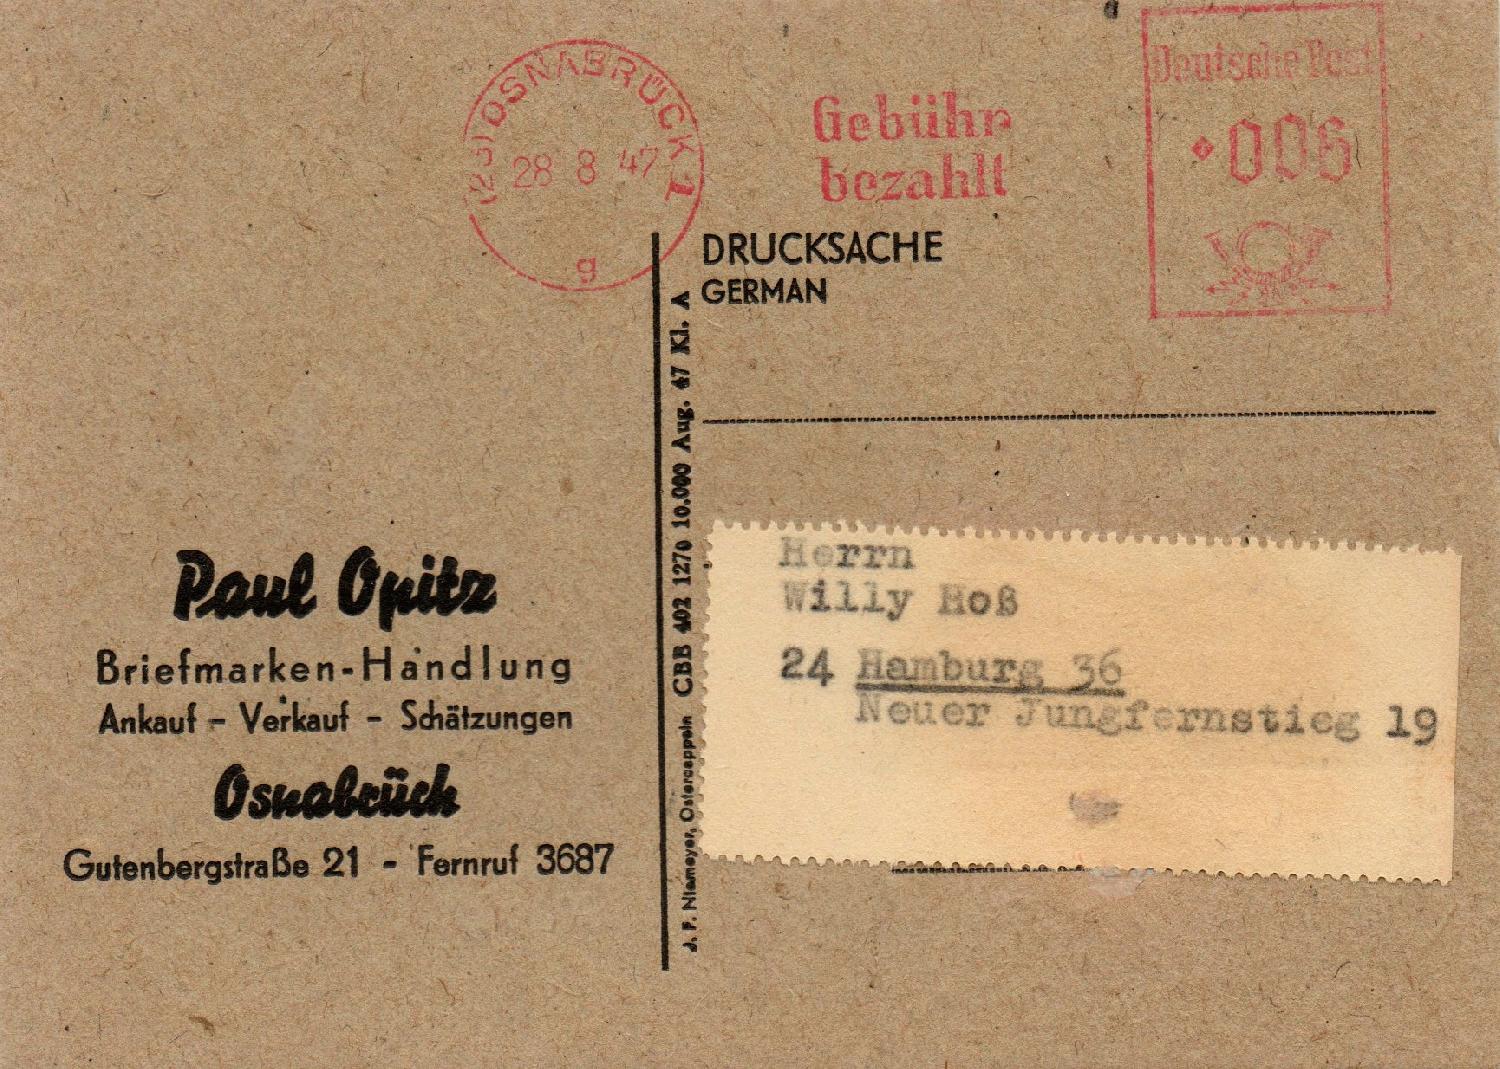 (23) OSNABRÜCK 1
28 8 47
g
Gebühr
bezahlt
Deutsche Post
006
DRUCKSACHE
GERMAN
J. F. Niemeyer, Ostercappeln CBB 402 1270 10.000 Aug. 47 Kl. A
Paul Opitz
Briefmarken-Handlung
Ankauf - Verkauf - Schätzungen
Osnabrück
Gutenbergstraße 21 - Fernruf 3687
Herrn
Willy Hoß
24 Hamburg 36
Neuer Jungfernstieg 19